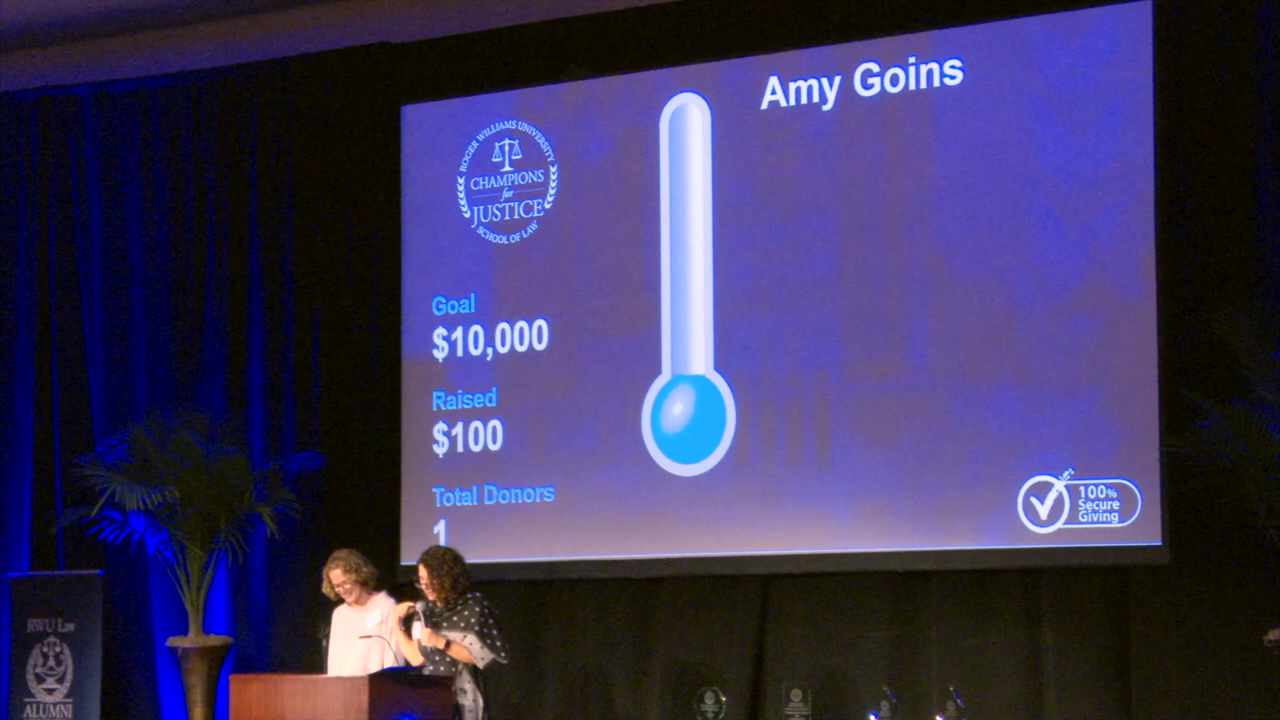 Amy Goins
ROGER WILLIAMS UNIVERSITY
CHAMPIONS
for
JUSTICE
SCHOOL OF LAW
Goal
$10,000
Raised
$100
Total Donors
1
100%
Secure
Giving
RWU LAW
ALUMNI